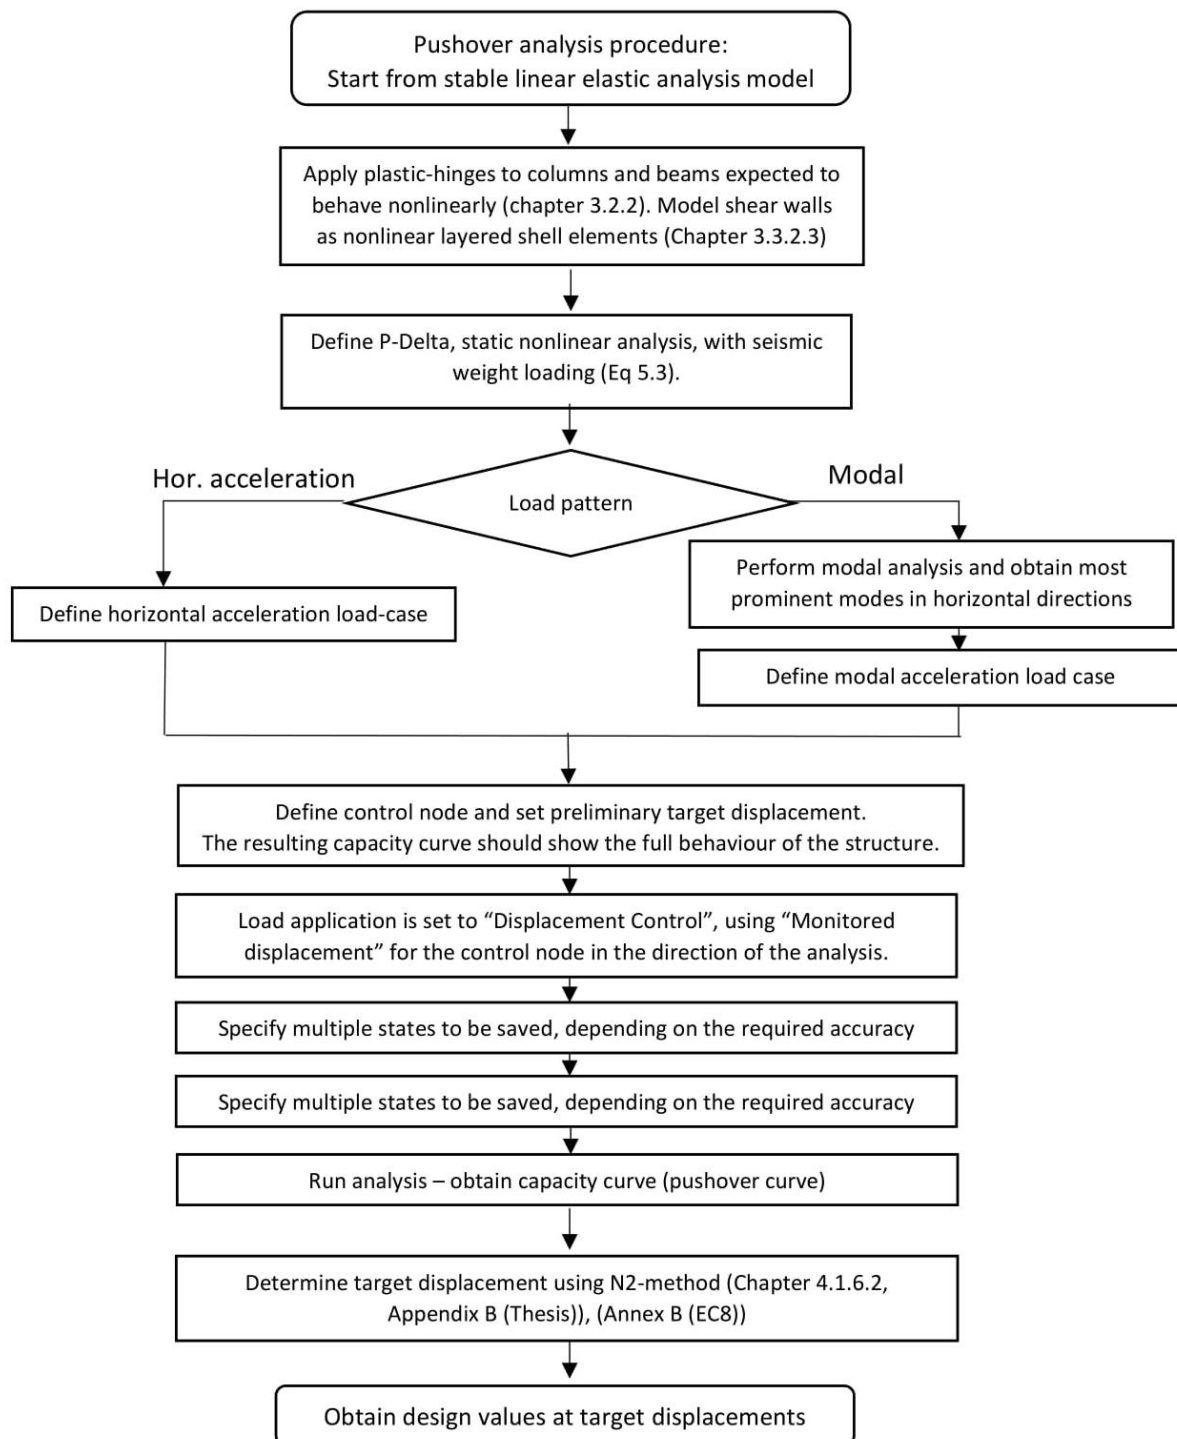 Pushover analysis procedure:
Start from stable linear elastic analysis model
Apply plastic-hinges to columns and beams expected to
behave nonlinearly (chapter 3.2.2). Model shear walls
as nonlinear layered shell elements (Chapter 3.3.2.3)
Define P-Delta, static nonlinear analysis, with seismic
weight loading (Eq 5.3).
Hor. acceleration
Load pattern
Modal
Define horizontal acceleration load-case
Perform modal analysis and obtain most
prominent modes in horizontal directions
Define modal acceleration load case
Define control node and set preliminary target displacement.
The resulting capacity curve should show the full behaviour of the structure.
Load application is set to “Displacement Control”, using “Monitored
displacement” for the control node in the direction of the analysis.
Specify multiple states to be saved, depending on the required accuracy
Specify multiple states to be saved, depending on the required accuracy
Run analysis – obtain capacity curve (pushover curve)
Determine target displacement using N2-method (Chapter 4.1.6.2,
Appendix B (Thesis)), (Annex B (EC8))
Obtain design values at target displacements